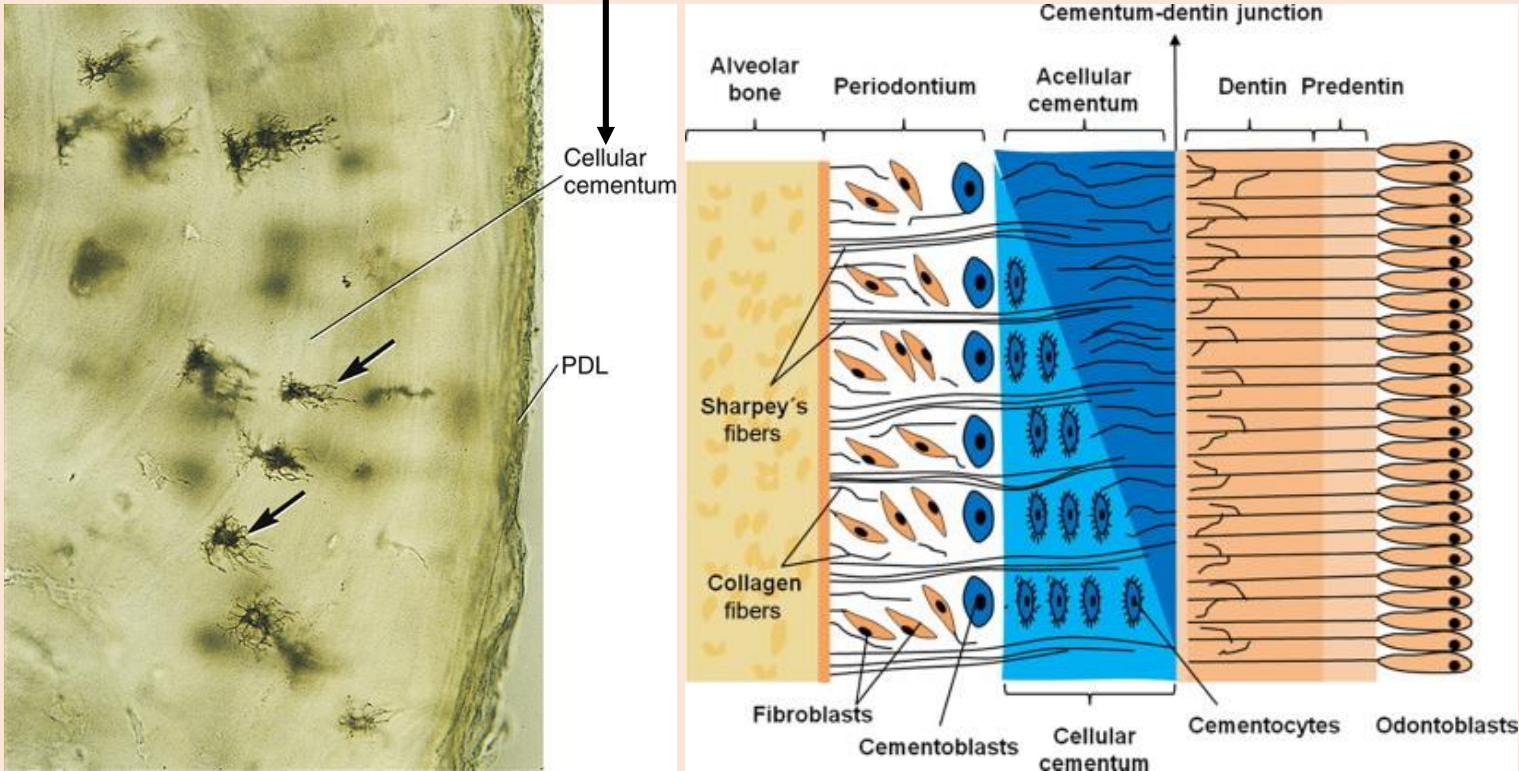 Cellular
cementum
PDL
Cementum-dentin junction
Alveolar
bone
Periodontium
Acellular
cementum
Dentin
Predentin
Sharpey´s
fibers
Collagen
fibers
Fibroblasts
Cementoblasts
Cellular
cementum
Cementocytes
Odontoblasts